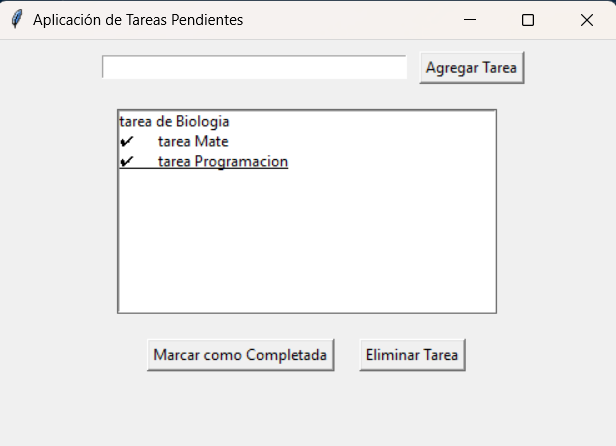 Aplicación de Tareas Pendientes
Agregar Tarea
tarea de Biologia
✔ tarea Mate
✔ tarea Programacion
Marcar como Completada
Eliminar Tarea